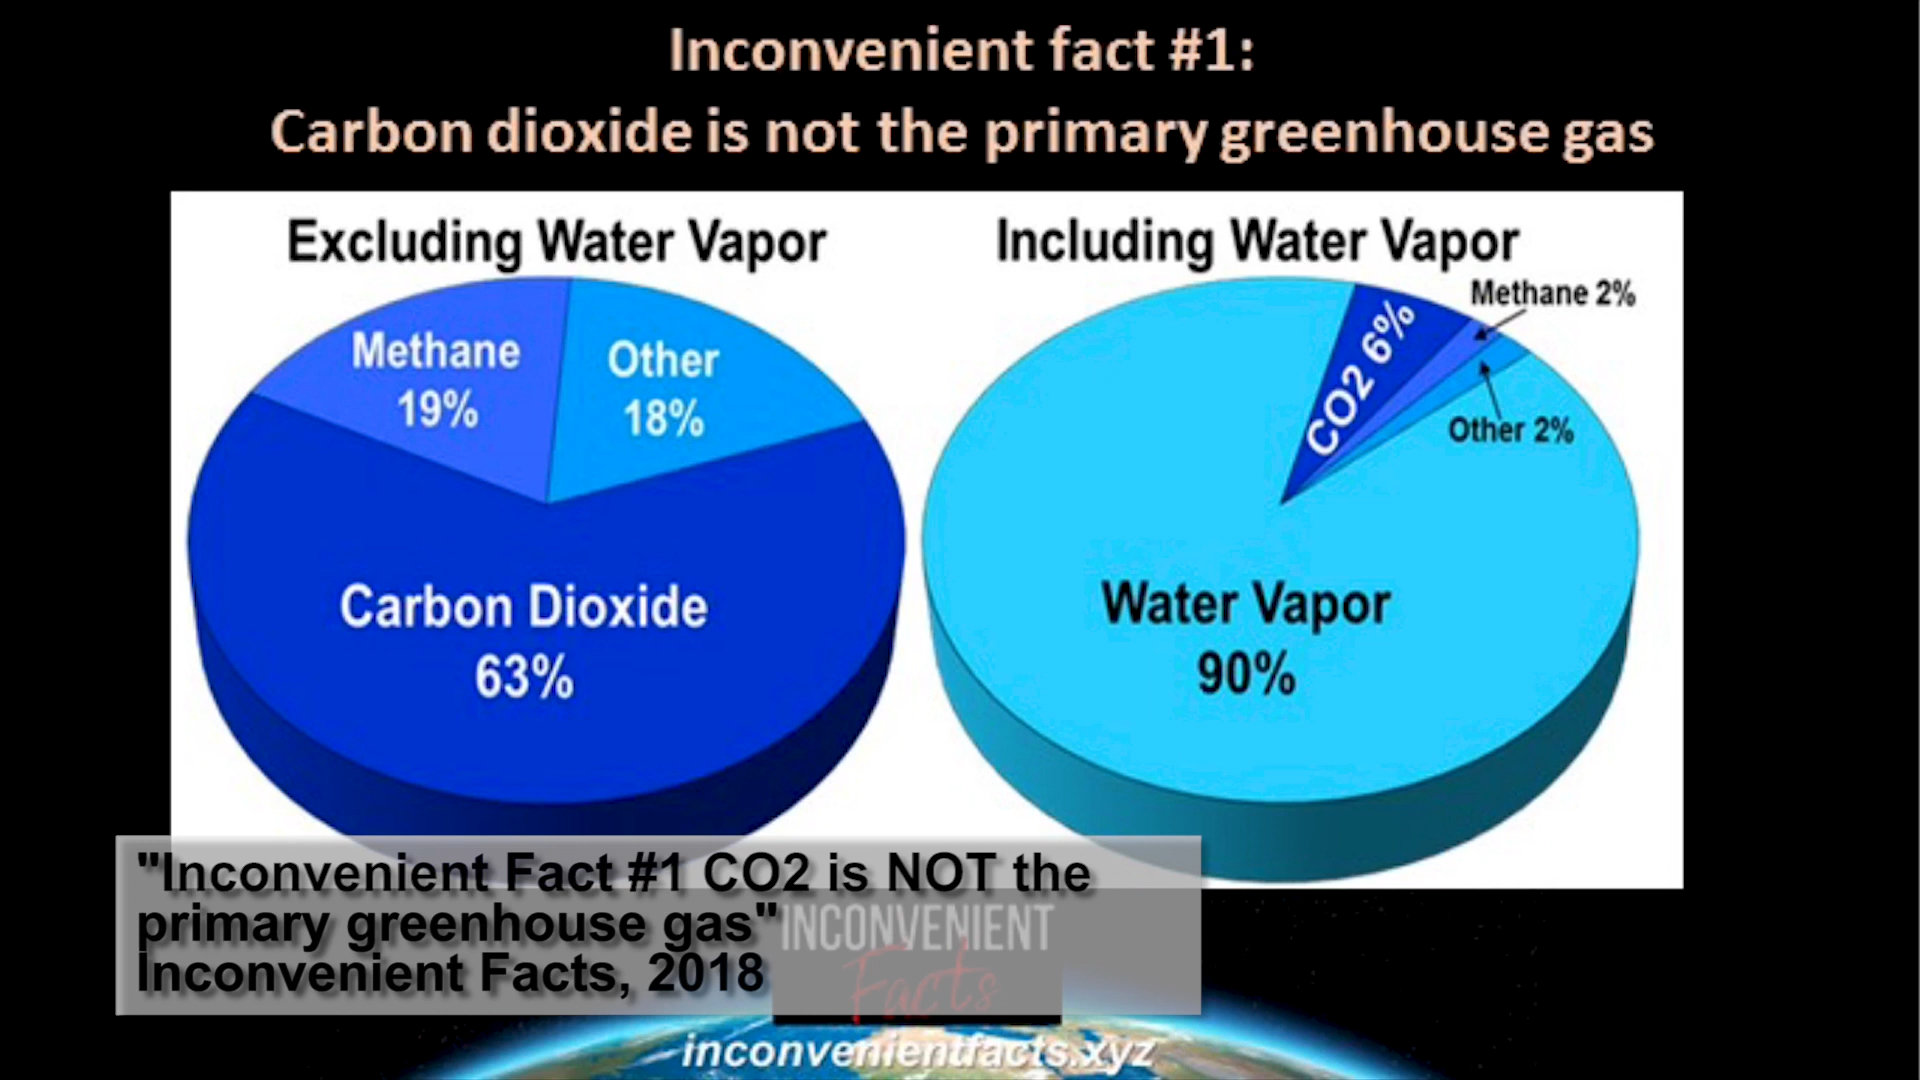 Inconvenient fact #1:
Carbon dioxide is not the primary greenhouse gas
Excluding Water Vapor
Methane
19%
Other
18%
Carbon Dioxide
63%
Including Water Vapor
Methane 2%
CO2 6%
Other 2%
Water Vapor
90%
"Inconvenient Fact #1 CO2 is NOT the
primary greenhouse gas"
Inconvenient Facts, 2018
INCONVENIENT
Facts
inconvenientfacts.xyz